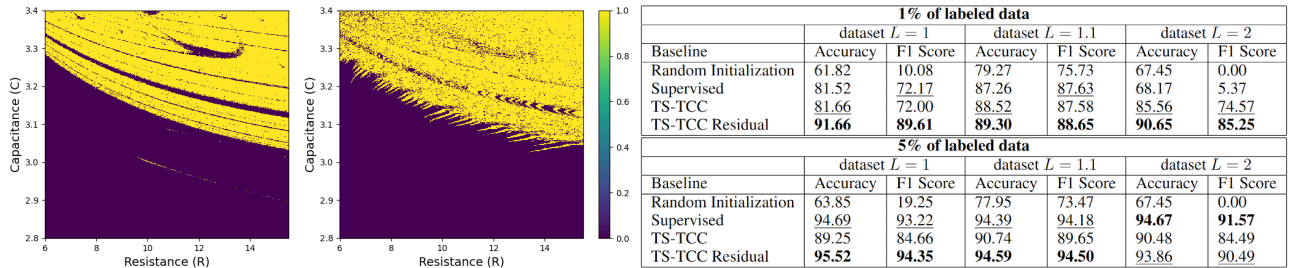 3.4
3.3
3.2
3.1
3.0
2.9
2.8
Capacitance (C)
6 8 10 12 14
Resistance (R)
3.4
3.3
3.2
3.1
3.0
2.9
2.8
Capacitance (C)
6 8 10 12 14
Resistance (R)
1.0
0.8
0.6
0.4
0.2
0.0
1% of labeled data
dataset L = 1 dataset L = 1.1 dataset L = 2
Baseline Accuracy F1 Score Accuracy F1 Score Accuracy F1 Score
Random Initialization 61.82 10.08 79.27 75.73 67.45 0.00
Supervised 81.52 72.17 87.26 87.63 68.17 5.37
TS-TCC 81.66 72.00 88.52 87.58 85.56 74.57
TS-TCC Residual 91.66 89.61 89.30 88.65 90.65 85.25
5% of labeled data
dataset L = 1 dataset L = 1.1 dataset L = 2
Baseline Accuracy F1 Score Accuracy F1 Score Accuracy F1 Score
Random Initialization 63.85 19.25 77.95 73.47 67.45 0.00
Supervised 94.69 93.22 94.39 94.18 94.67 91.57
TS-TCC 89.25 84.66 90.74 89.65 90.48 84.49
TS-TCC Residual 95.52 94.35 94.59 94.50 93.86 90.49